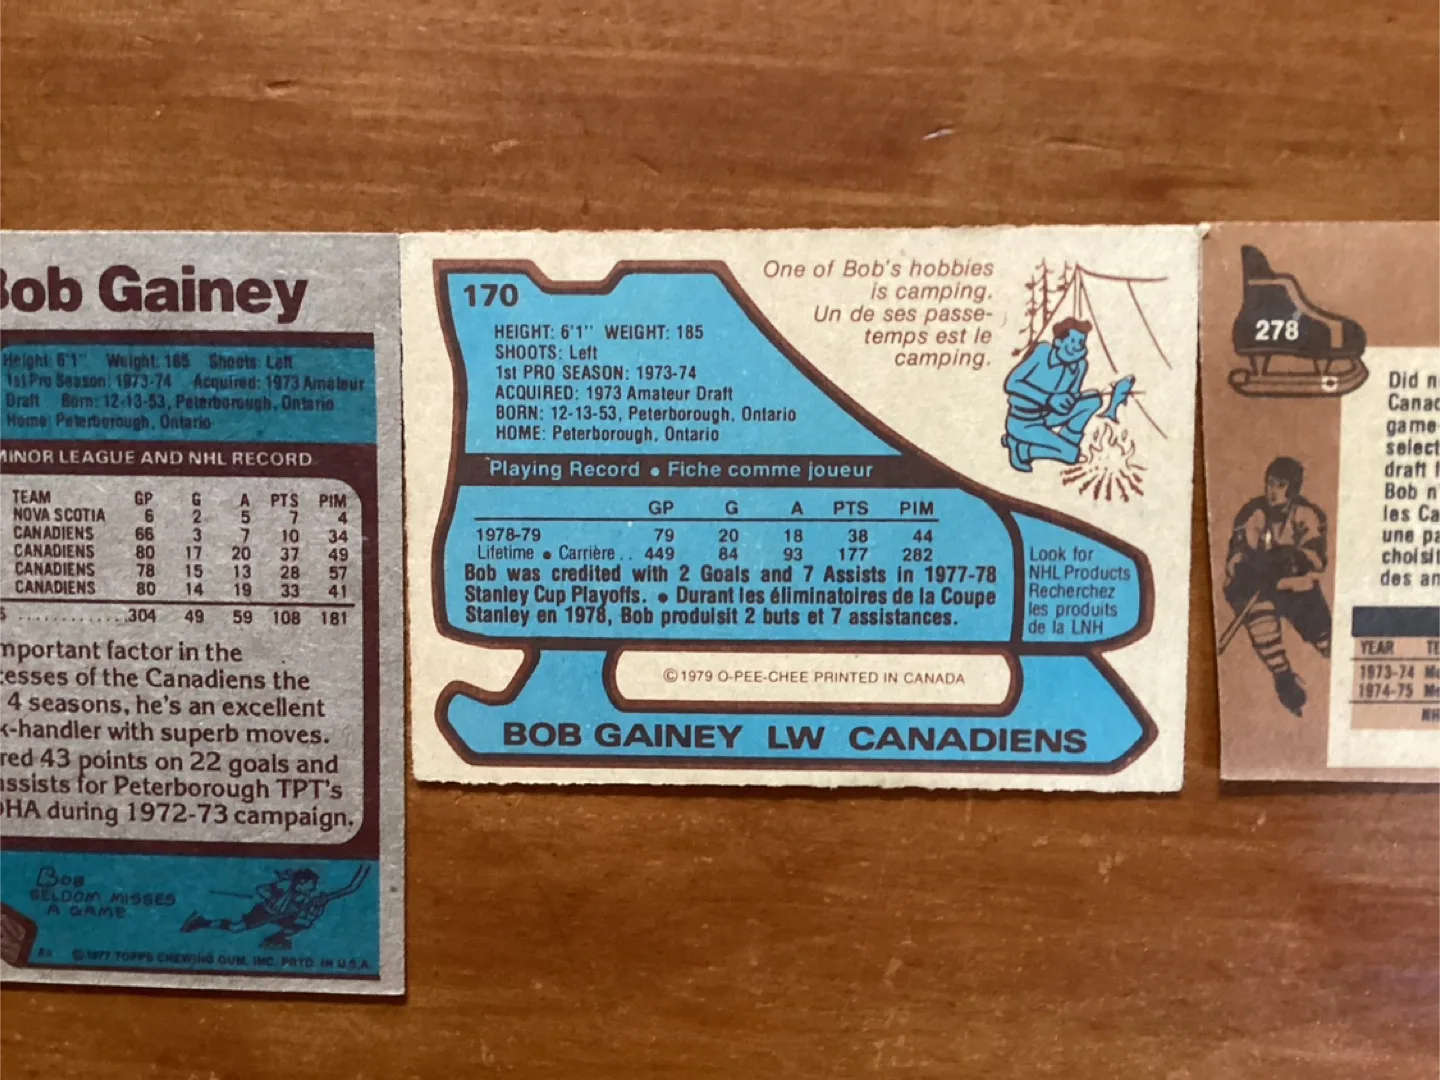 Bob Gainey
Height: 6'1" Weight: 185 Shoots: Left
1st Pro Season: 1973-74 Acquired: 1973 Amateur
Draft Born: 12-13-53, Peterborough, Ontario
Home: Peterborough, Ontario
MINOR LEAGUE AND NHL RECORD
TEAM GP G A PTS PIM
NOVA SCOTIA 6 2 5 7 4
CANADIENS 66 3 7 10 34
CANADIENS 80 17 20 37 49
CANADIENS 78 15 13 28 57
CANADIENS 80 14 19 33 41
304 49 59 108 181
mportant factor in the
cesses of the Canadiens the
4 seasons, he's an excellent
k-handler with superb moves.
red 43 points on 22 goals and
assists for Peterborough TPT's
OHA during 1972-73 campaign.
BOB
SELDOM MISSES
A GAME
©1977 TOPPS CHEWING GUM, INC. PRTD. IN U.S.A.
170
HEIGHT: 6'1" WEIGHT: 185
SHOOTS: Left
1st PRO SEASON: 1973-74
ACQUIRED: 1973 Amateur Draft
BORN: 12-13-53, Peterborough, Ontario
HOME: Peterborough, Ontario
One of Bob's hobbies
is camping.
Un de ses passe-
temps est le
camping.
Playing Record • Fiche comme joueur
GP G A PTS PIM
1978-79 79 20 18 38 44
Lifetime • Carrière . . 449 84 93 177 282
Bob was credited with 2 Goals and 7 Assists in 1977-78
Stanley Cup Playoffs. • Durant les éliminatoires de la Coupe
Stanley en 1978, Bob produisit 2 buts et 7 assistances.
Look for
NHL Products
Recherchez
les produits
de la LNH
©1979 O-PEE-CHEE PRINTED IN CANADA
BOB GAINEY LW CANADIENS
278
Did n
Canad
game-
select
draft f
Bob n'
les Ca
une pa
choisit
des an
YEAR TE
1973-74 Mo
1974-75 Mo
NH